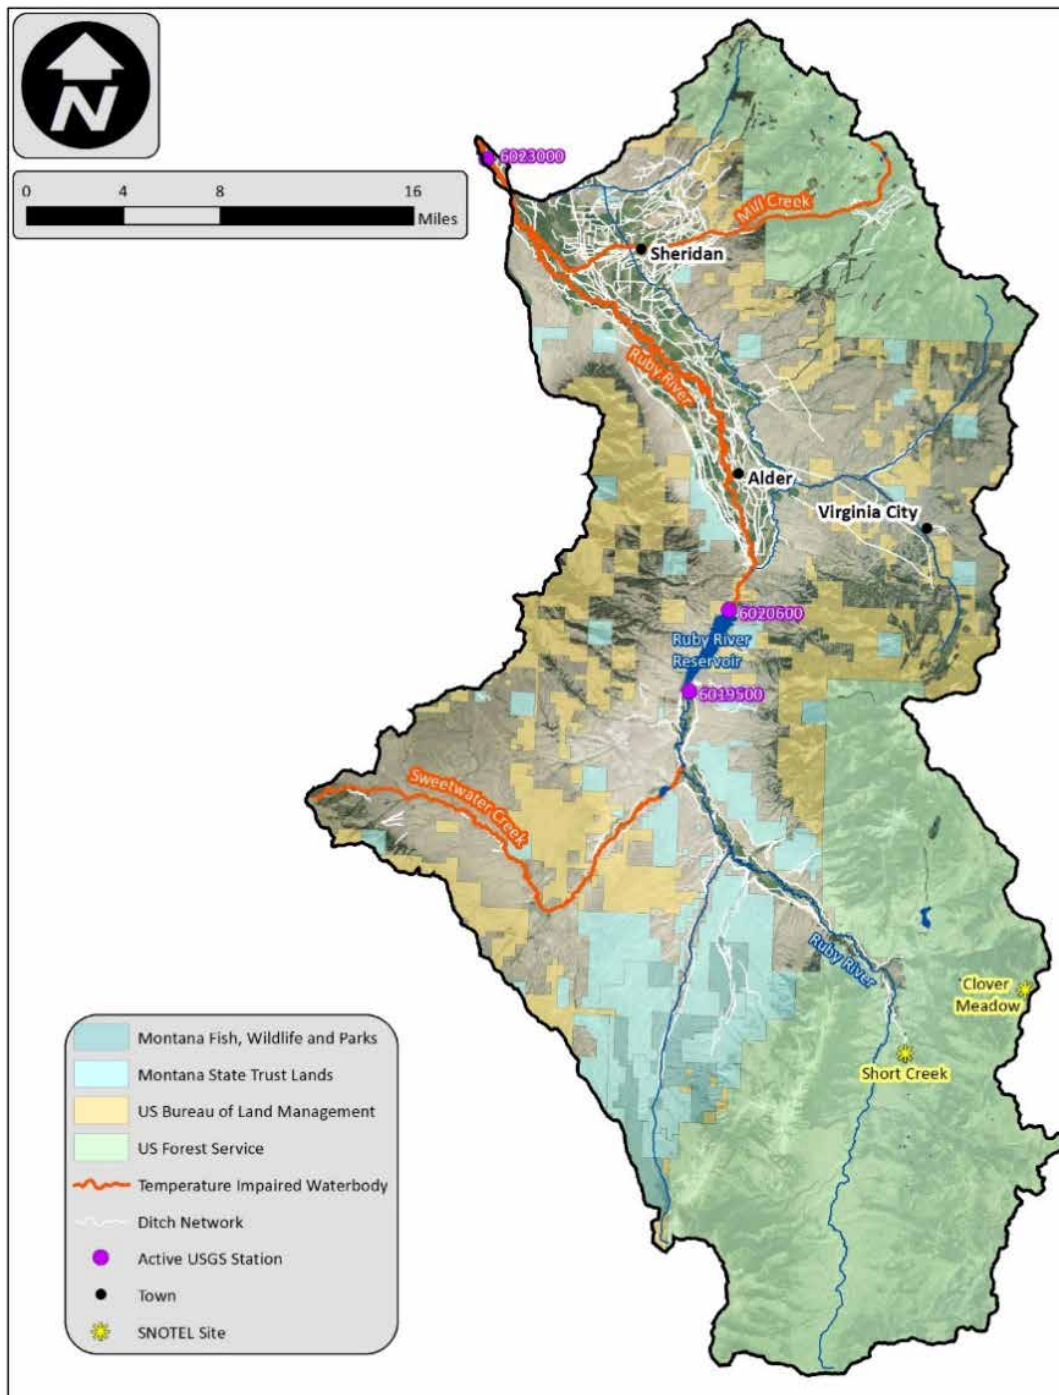 N
0 4 8 16
Miles
6023000
Mill Creek
Sheridan
Ruby River
Alder
Virginia City
6020600
Ruby River
Reservoir
6019500
Sweetwater Creek
Ruby River
Clover
Meadow
Short Creek
Montana Fish, Wildlife and Parks
Montana State Trust Lands
US Bureau of Land Management
US Forest Service
Temperature Impaired Waterbody
Ditch Network
Active USGS Station
Town
SNOTEL Site